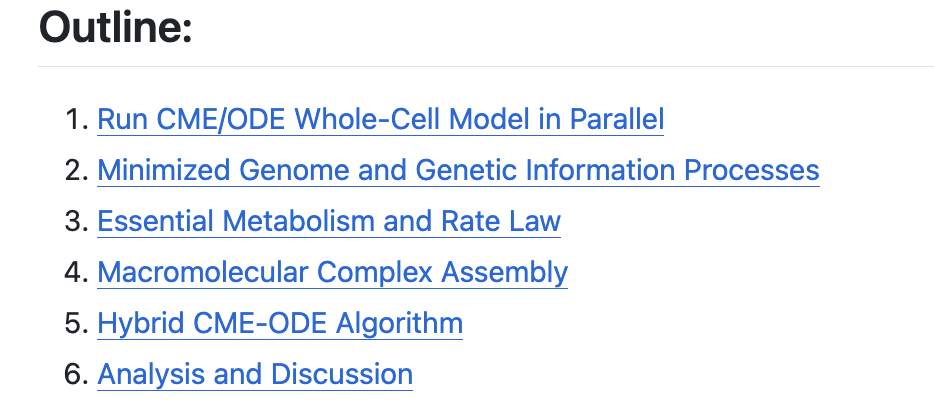 Outline:
1. Run CME/ODE Whole-Cell Model in Parallel
2. Minimized Genome and Genetic Information Processes
3. Essential Metabolism and Rate Law
4. Macromolecular Complex Assembly
5. Hybrid CME-ODE Algorithm
6. Analysis and Discussion